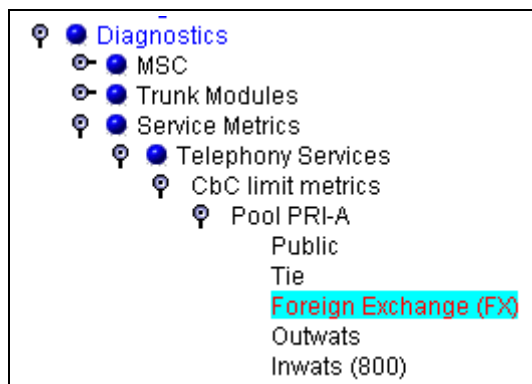 Diagnostics
MSC
Trunk Modules
Service Metrics
Telephony Services
CbC limit metrics
Pool PRI-A
Public
Tie
Foreign Exchange (FX)
Outwats
Inwats (800)